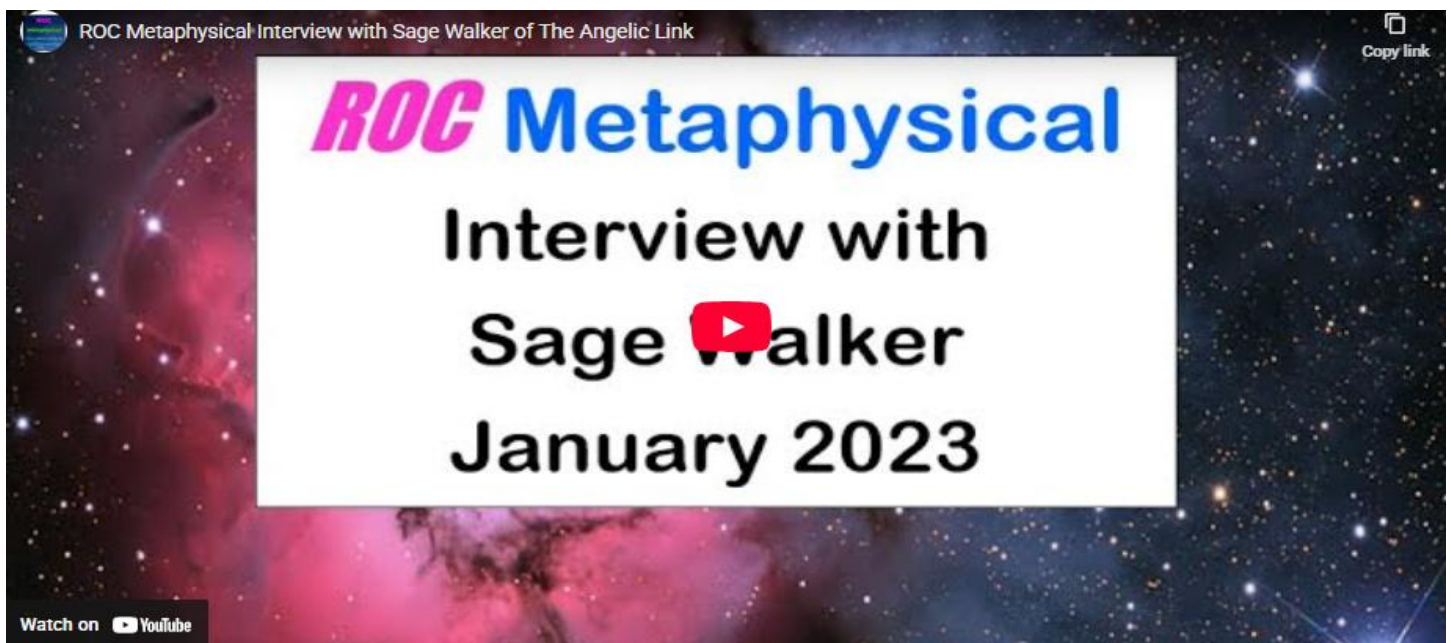 ROC Metaphysical Interview with Sage Walker of The Angelic Link
Copy link
ROC Metaphysical
Interview with
Sage Walker
January 2023
Watch on YouTube